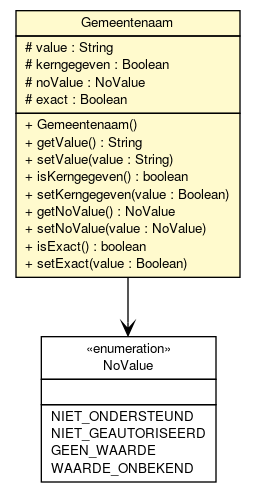 Gemeentenaam
# value : String
# kerngegeven : Boolean
# noValue : NoValue
# exact : Boolean
+ Gemeentenaam()
+ getValue() : String
+ setValue(value : String)
+ isKerngegeven() : boolean
+ setKerngegeven(value : Boolean)
+ getNoValue() : NoValue
+ setNoValue(value : NoValue)
+ isExact() : boolean
+ setExact(value : Boolean)
«enumeration»
NoValue
NIET_ONDERSTEUND
NIET_GEAUTORISEERD
GEEN_WAARDE
WAARDE_ONBEKEND